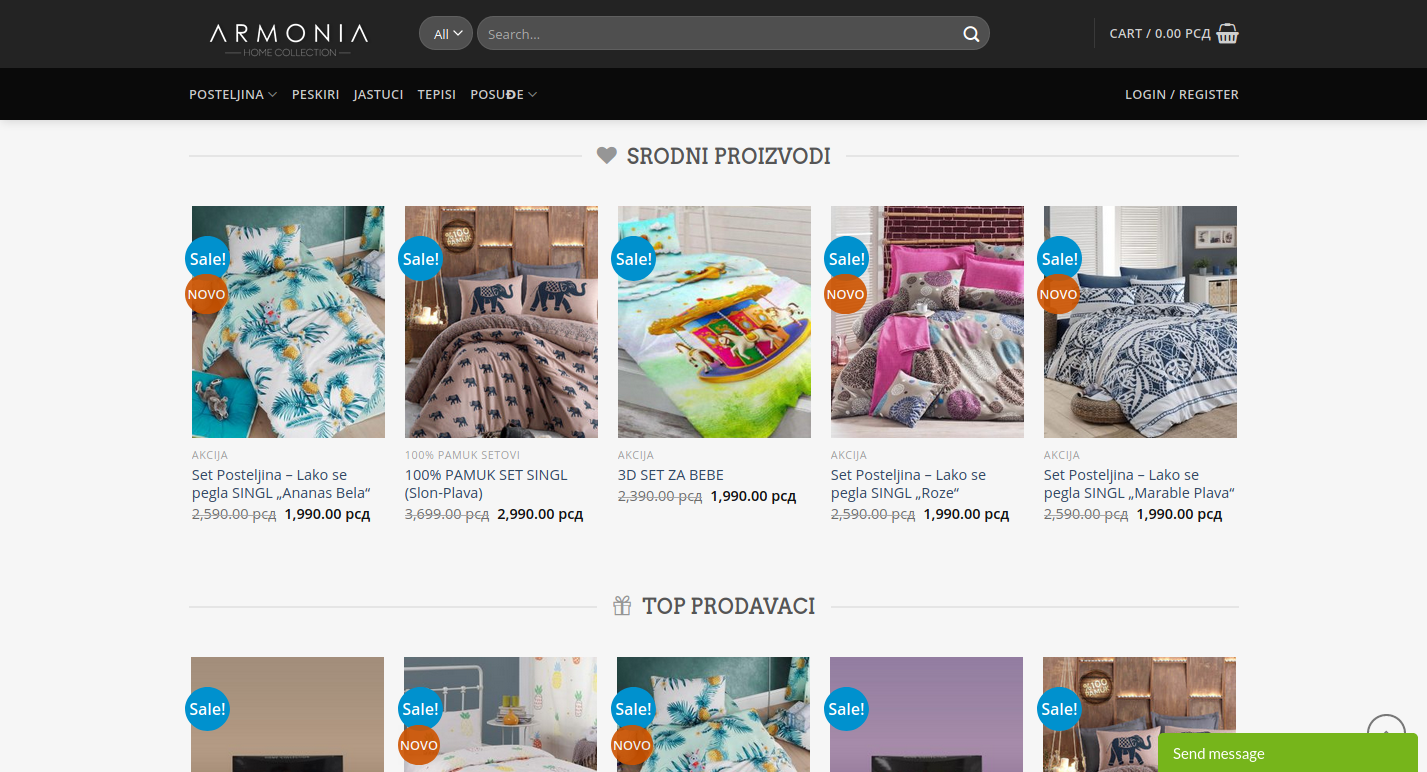 ARMONIA
HOME COLLECTION
All
Search...
CART / 0.00 РСД
POSTELJINA
PESKIRI
JASTUCI
TEPISI
POSUĐE
LOGIN / REGISTER
SRODNI PROIZVODI
Sale!
NOVO
AKCIJA
Set Posteljina – Lako se
pegla SINGL „Ananas Bela“
2,590.00 рсд 1,990.00 рсд
%100
PAMUK
Sale!
100% PAMUK SETOVI
100% PAMUK SET SINGL
(Slon-Plava)
3,699.00 рсд 2,990.00 рсд
Sale!
AKCIJA
3D SET ZA BEBE
2,390.00 рсд 1,990.00 рсд
Sale!
NOVO
AKCIJA
Set Posteljina – Lako se
pegla SINGL „Roze“
2,590.00 рсд 1,990.00 рсд
Sale!
NOVO
AKCIJA
Set Posteljina – Lako se
pegla SINGL „Marable Plava“
2,590.00 рсд 1,990.00 рсд
TOP PRODAVACI
Sale!
Sale!
NOVO
Sale!
NOVO
Sale!
%100
PAMUK
Sale!
Send message